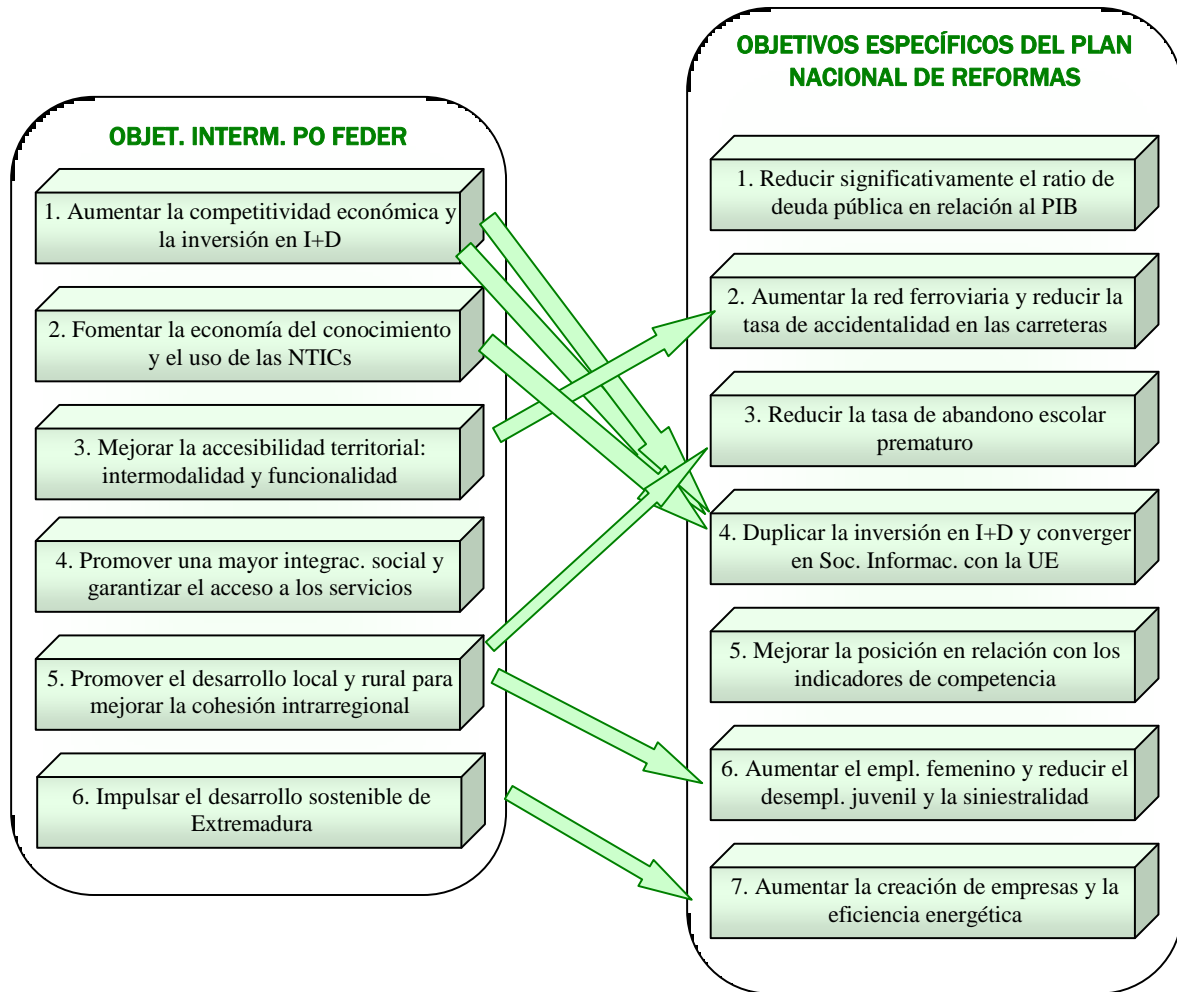 OBJET. INTERM. PO FEDER
1. Aumentar la competitividad económica y
la inversión en I+D
2. Fomentar la economía del conocimiento
y el uso de las NTICs
3. Mejorar la accesibilidad territorial:
intermodalidad y funcionalidad
4. Promover una mayor integrac. social y
garantizar el acceso a los servicios
5. Promover el desarrollo local y rural para
mejorar la cohesión intrarregional
6. Impulsar el desarrollo sostenible de
Extremadura
OBJETIVOS ESPECÍFICOS DEL PLAN
NACIONAL DE REFORMAS
1. Reducir significativamente el ratio de
deuda pública en relación al PIB
2. Aumentar la red ferroviaria y reducir la
tasa de accidentalidad en las carreteras
3. Reducir la tasa de abandono escolar
prematuro
4. Duplicar la inversión en I+D y converger
en Soc. Informac. con la UE
5. Mejorar la posición en relación con los
indicadores de competencia
6. Aumentar el empl. femenino y reducir el
desempl. juvenil y la siniestralidad
7. Aumentar la creación de empresas y la
eficiencia energética